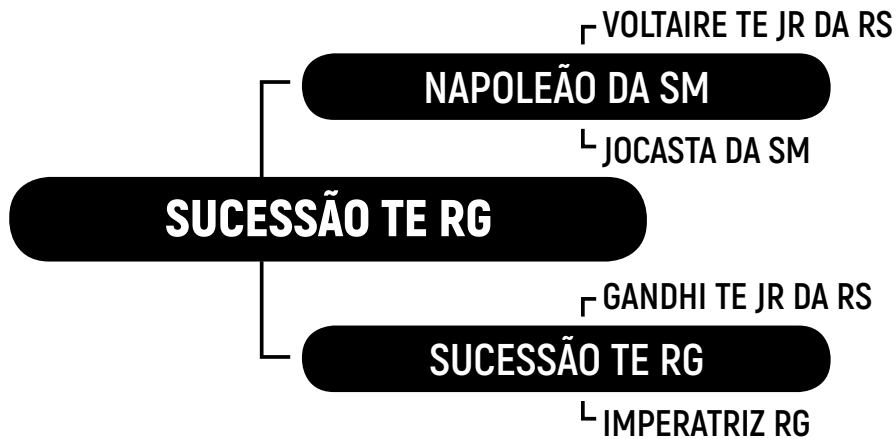 VOLTAIRE TE JR DA RS
NAPOLEÃO DA SM
JOCASTA DA SM
SUCESSÃO TE RG
GANDHI TE JR DA RS
SUCESSÃO TE RG
IMPERATRIZ RG